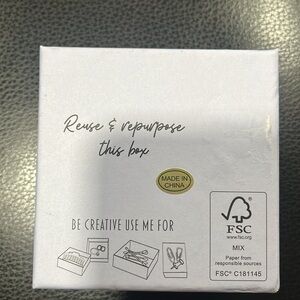 Reuse & repurpose
this box
MADE IN
CHINA
BE CREATIVE USE ME FOR
FSC
www.fsc.org
MIX
Paper from
responsible sources
FSC® C181145